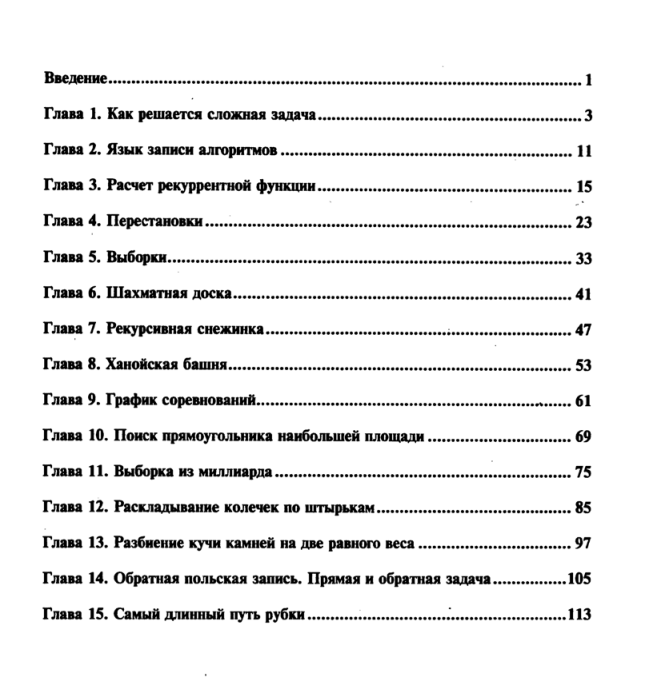 Введение.......................................................................................................... 1
Глава 1. Как решается сложная задача.......................................................... 3
Глава 2. Язык записи алгоритмов ................................................................ 11
Глава 3. Расчет рекуррентной функции........................................................ 15
Глава 4. Перестановки................................................................................ 23
Глава 5. Выборки........................................................................................ 33
Глава 6. Шахматная доска........................................................................... 41
Глава 7. Рекурсивная снежинка................................................................... 47
Глава 8. Ханойская башня........................................................................... 53
Глава 9. График соревнований..................................................................... 61
Глава 10. Поиск прямоугольника наибольшей площади ................................ 69
Глава 11. Выборка из миллиарда ................................................................. 75
Глава 12. Раскладывание колечек по штырькам........................................... 85
Глава 13. Разбиение кучи камней на две равного веса .................................. 97
Глава 14. Обратная польская запись. Прямая и обратная задача................105
Глава 15. Самый длинный путь рубки .........................................................113